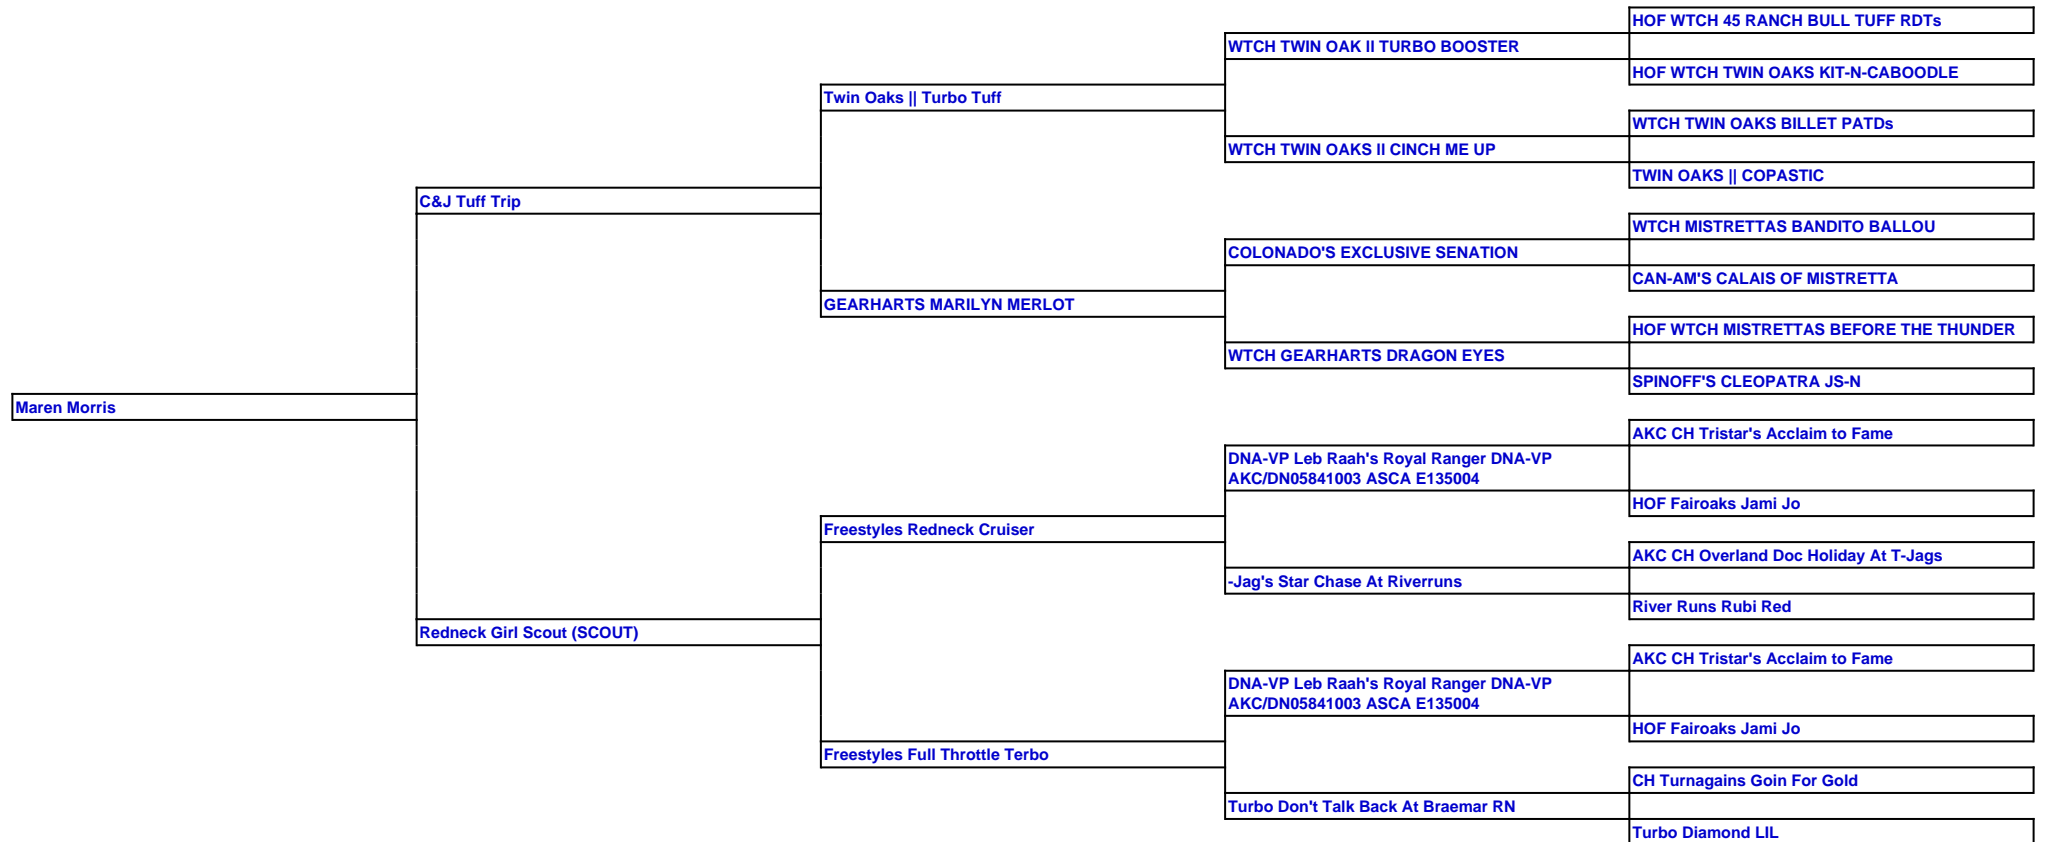 HOF WTCH 45 RANCH BULL TUFF RDTs
WTCH TWIN OAK II TURBO BOOSTER
HOF WTCH TWIN OAKS KIT-N-CABOODLE
Twin Oaks || Turbo Tuff
WTCH TWIN OAKS BILLET PATDs
WTCH TWIN OAKS II CINCH ME UP
TWIN OAKS || COPASTIC
C&J Tuff Trip
WTCH MISTRETTAS BANDITO BALLOU
COLONADO'S EXCLUSIVE SENATION
CAN-AM'S CALAIS OF MISTRETTA
GEARHARTS MARILYN MERLOT
HOF WTCH MISTRETTAS BEFORE THE THUNDER
WTCH GEARHARTS DRAGON EYES
SPINOFF'S CLEOPATRA JS-N
Maren Morris
AKC CH Tristar's Acclaim to Fame
DNA-VP Leb Raah's Royal Ranger DNA-VP
AKC/DN05841003 ASCA E135004
HOF Fairoaks Jami Jo
Freestyles Redneck Cruiser
AKC CH Overland Doc Holiday At T-Jags
-Jag's Star Chase At Riverruns
River Runs Rubi Red
Redneck Girl Scout (SCOUT)
AKC CH Tristar's Acclaim to Fame
DNA-VP Leb Raah's Royal Ranger DNA-VP
AKC/DN05841003 ASCA E135004
HOF Fairoaks Jami Jo
Freestyles Full Throttle Terbo
CH Turnagains Goin For Gold
Turbo Don't Talk Back At Braemar RN
Turbo Diamond LIL